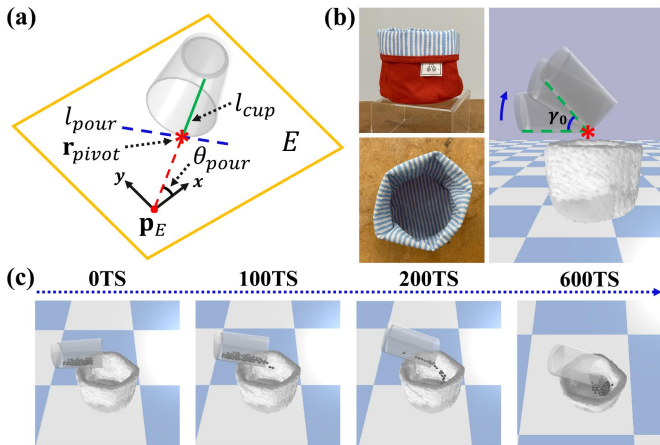 (a)
l_cup
l_pour
r_pivot
E
θ_pour
y
x
p_E
(b)
γ_0
(c)
0TS 100TS 200TS 600TS